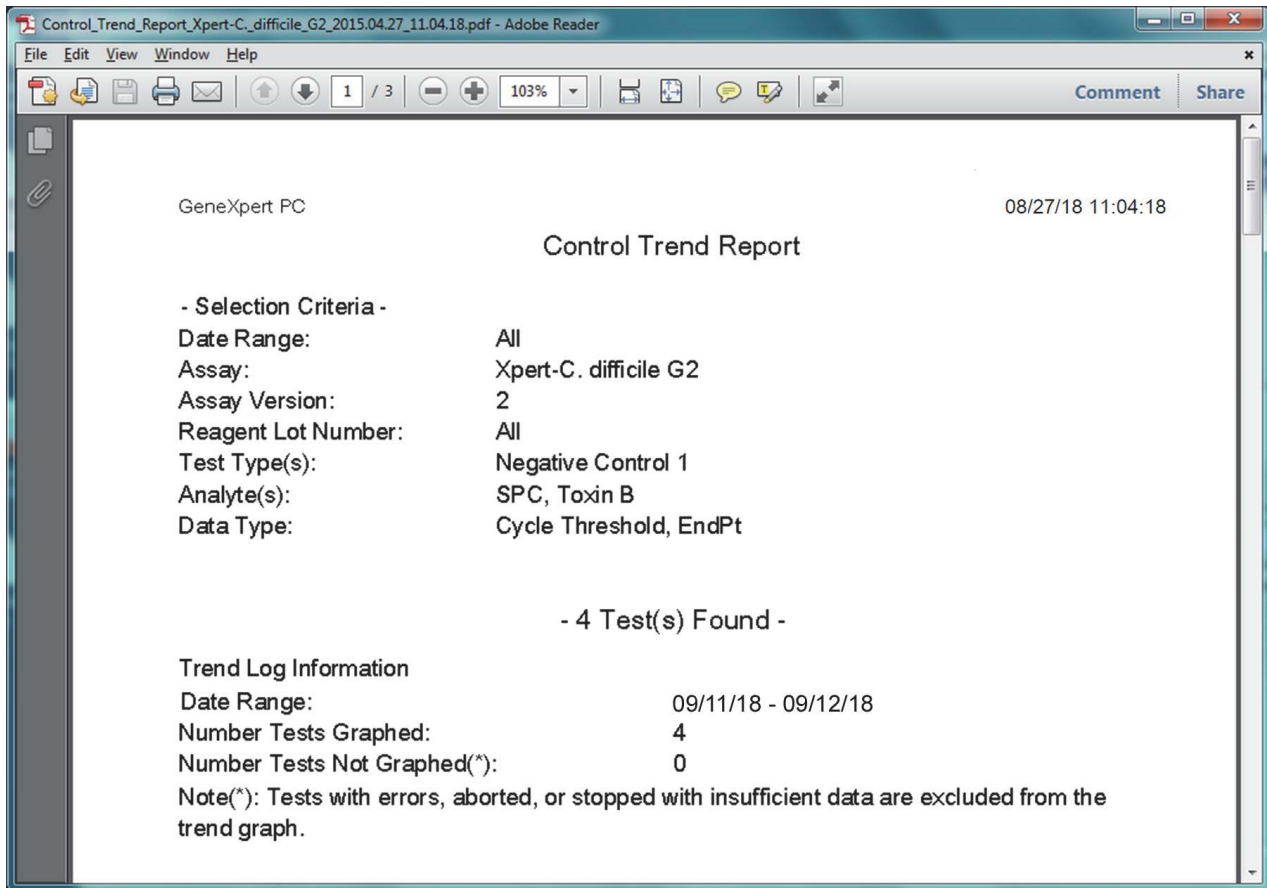 Control_Trend_Report_Xpert-C._difficile_G2_2015.04.27_11.04.18.pdf - Adobe Reader
File Edit View Window Help
1 / 3 103% Comment Share
GeneXpert PC 08/27/18 11:04:18
Control Trend Report
- Selection Criteria -
Date Range: All
Assay: Xpert-C. difficile G2
Assay Version: 2
Reagent Lot Number: All
Test Type(s): Negative Control 1
Analyte(s): SPC, Toxin B
Data Type: Cycle Threshold, EndPt
- 4 Test(s) Found -
Trend Log Information
Date Range: 09/11/18 - 09/12/18
Number Tests Graphed: 4
Number Tests Not Graphed(*): 0
Note(*): Tests with errors, aborted, or stopped with insufficient data are excluded from the
trend graph.